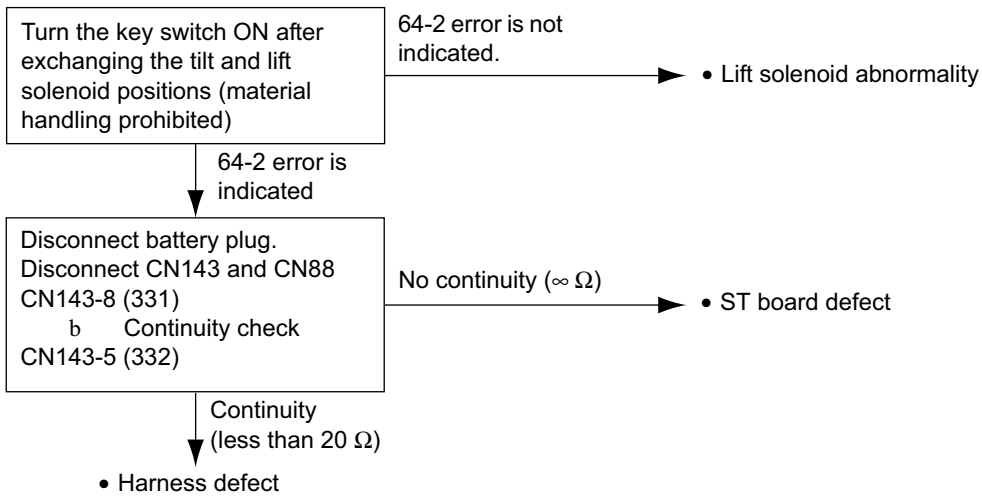 Turn the key switch ON after
exchanging the tilt and lift
solenoid positions (material
handling prohibited)
64-2 error is not
indicated.
• Lift solenoid abnormality
64-2 error is
indicated
Disconnect battery plug.
Disconnect CN143 and CN88
CN143-8 (331)
b Continuity check
CN143-5 (332)
No continuity (∞ Ω)
• ST board defect
Continuity
(less than 20 Ω)
• Harness defect